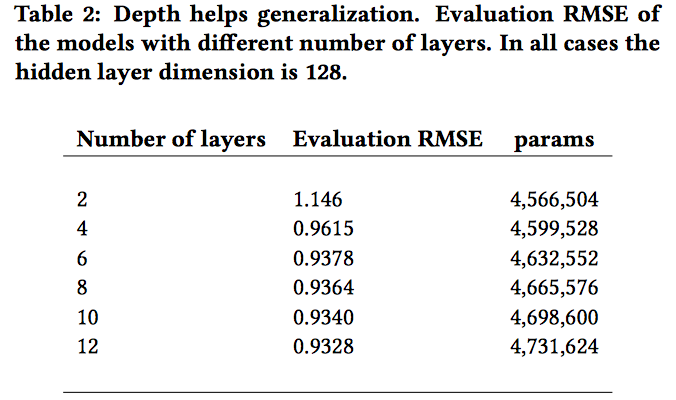 Table 2: Depth helps generalization. Evaluation RMSE of
the models with different number of layers. In all cases the
hidden layer dimension is 128.
Number of layers Evaluation RMSE params
2 1.146 4,566,504
4 0.9615 4,599,528
6 0.9378 4,632,552
8 0.9364 4,665,576
10 0.9340 4,698,600
12 0.9328 4,731,624